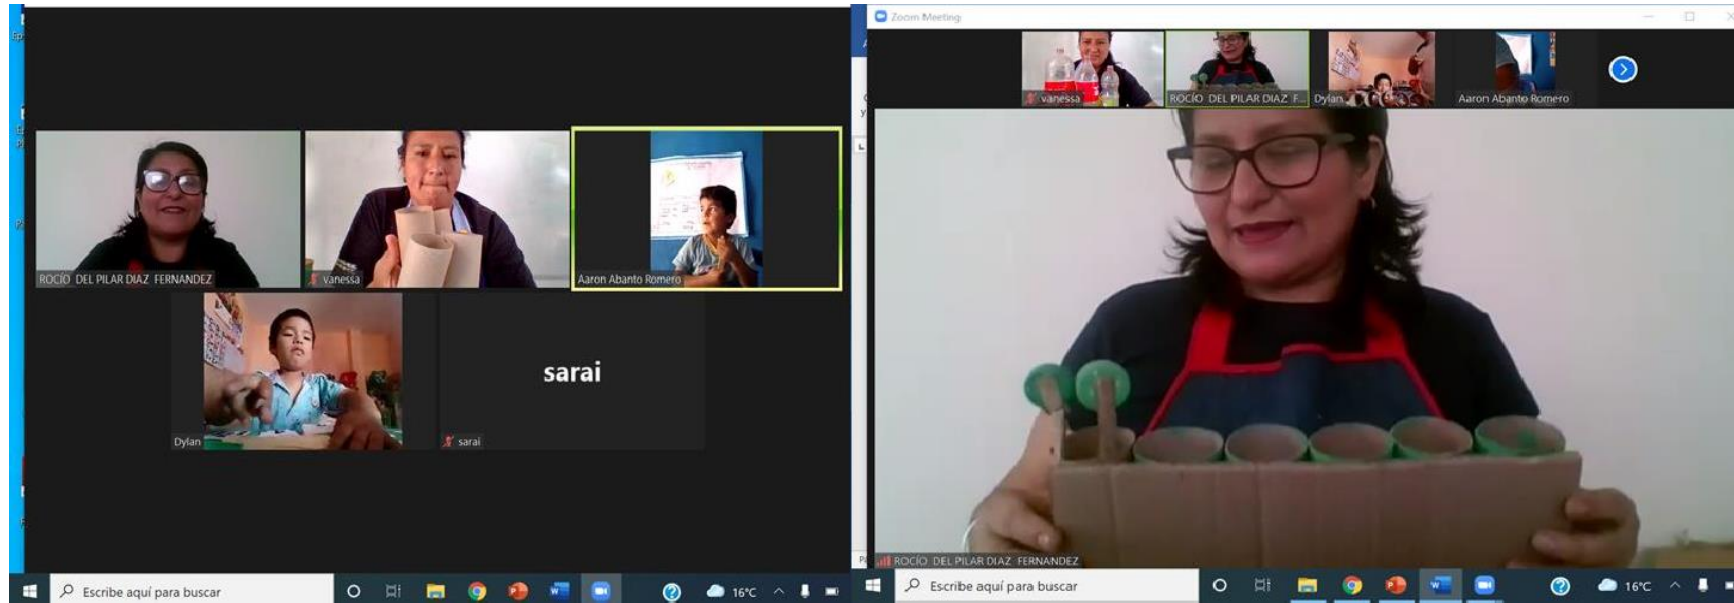 ROCÍO DEL PILAR DIAZ FERNANDEZ
vanessa
Aaron Abanto Romero
Dylan
sarai
sarai
Escribe aquí para buscar
16°C
Zoom Meeting
vanessa
ROCÍO DEL PILAR DIAZ F...
Dylan
Aaron Abanto Romero
ROCÍO DEL PILAR DIAZ FERNANDEZ
Escribe aquí para buscar
16°C